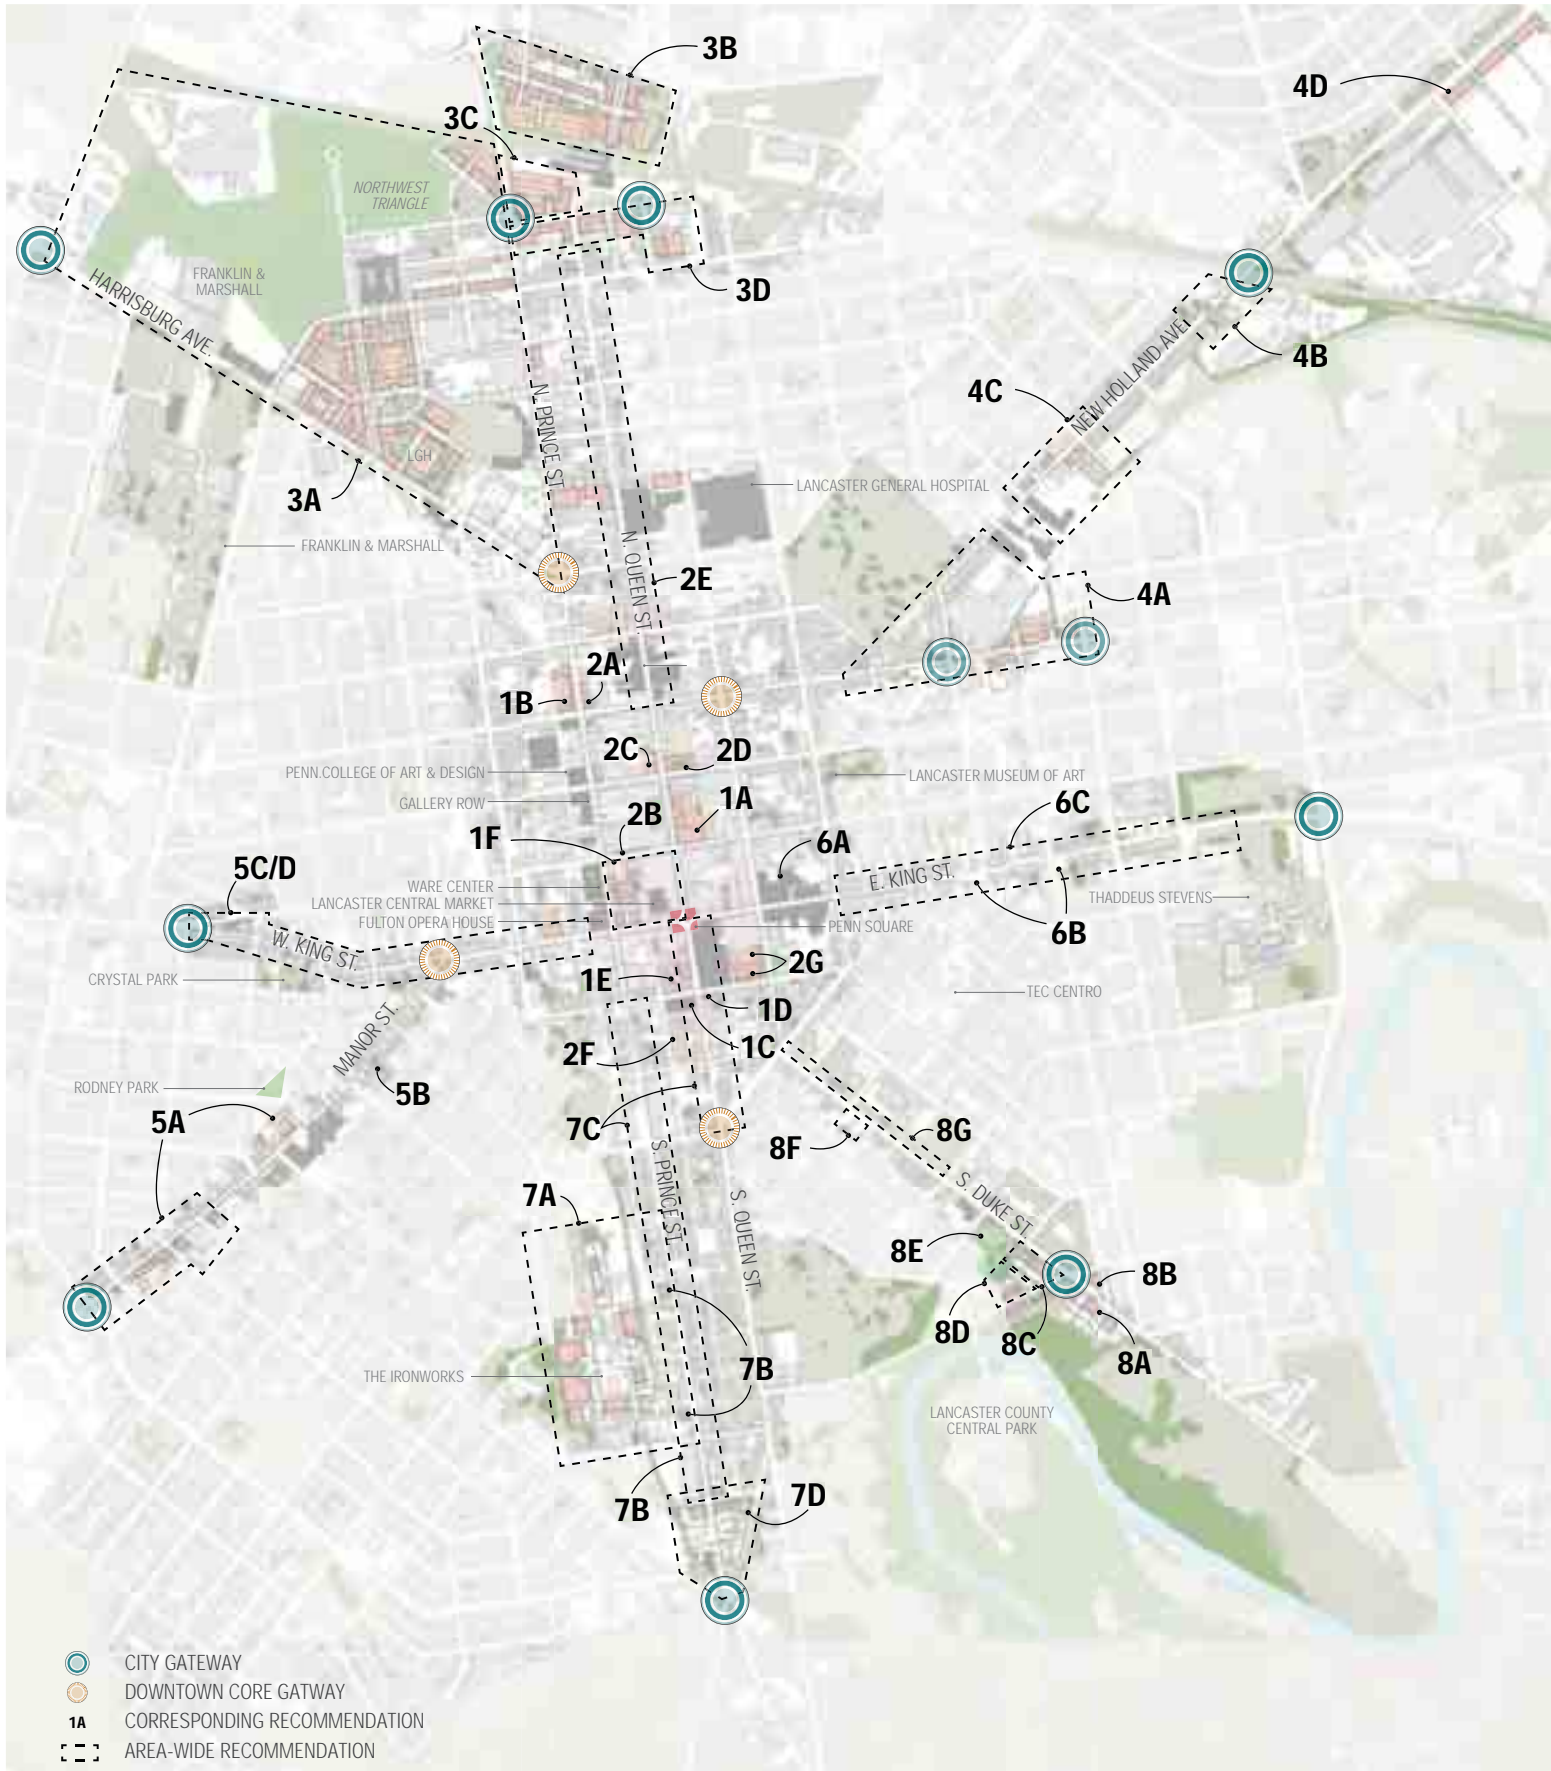 3B
4D
3C
NORTHWEST
TRIANGLE
FRANKLIN &
MARSHALL
3D
HARRISBURG AVE.
4B
NEW HOLLAND AVE.
4C
N. PRINCE ST.
LGH
LANCASTER GENERAL HOSPITAL
3A
FRANKLIN & MARSHALL
N. QUEEN ST.
2E
4A
2A
1B
2C
2D
PENN.COLLEGE OF ART & DESIGN
LANCASTER MUSEUM OF ART
GALLERY ROW
1A
6C
2B
1F
6A
5C/D
E. KING ST.
WARE CENTER
LANCASTER CENTRAL MARKET
THADDEUS STEVENS
FULTON OPERA HOUSE
PENN SQUARE
6B
W. KING ST.
2G
CRYSTAL PARK
1E
TEC CENTRO
1D
MANOR ST.
2F
1C
RODNEY PARK
5B
5A
7C
8F
8G
S. PRINCE ST.
S. DUKE ST.
7A
S. QUEEN ST.
8E
8B
8D
8C
8A
7B
THE IRONWORKS
LANCASTER COUNTY
CENTRAL PARK
7B
7D
CITY GATEWAY
DOWNTOWN CORE GATWAY
1A CORRESPONDING RECOMMENDATION
AREA-WIDE RECOMMENDATION